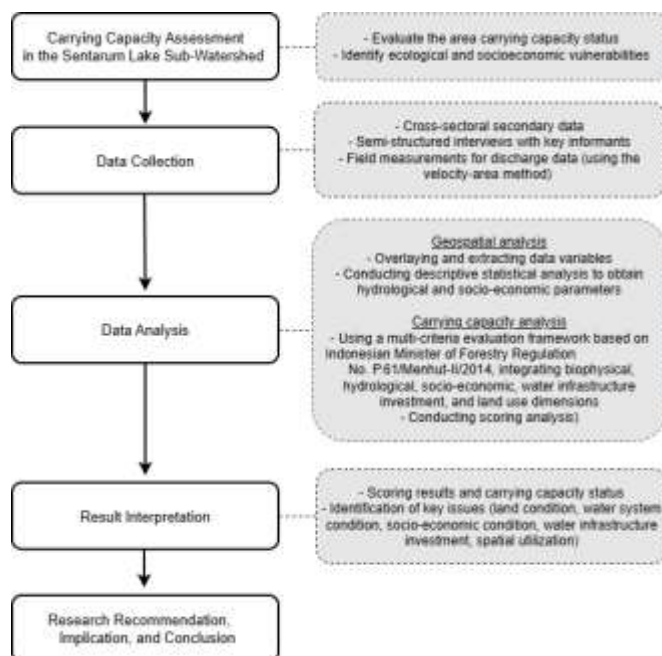 Carrying Capacity Assessment
in the Sentarum Lake Sub-Watershed
- Evaluate the area carrying capacity status
- Identify ecological and socioeconomic vulnerabilities
Data Collection
- Cross-sectoral secondary data
- Semi-structured interviews with key informants
- Field measurements for discharge data (using the
velocity-area method)
Data Analysis
Geospatial analysis
- Overlaying and extracting data variables
- Conducting descriptive statistical analysis to obtain
hydrological and socio-economic parameters
Carrying capacity analysis
- Using a multi-criteria evaluation framework based on
Indonesian Minister of Forestry Regulation
No. P.61/Menhut-II/2014, integrating biophysical,
hydrological, socio-economic, water infrastructure
investment, and land use dimensions
- Conducting scoring analysis)
Result Interpretation
- Scoring results and carrying capacity status
- Identification of key issues (land condition, water system
condition, socio-economic condition, water infrastructure
investment, spatial utilization)
Research Recommendation,
Implication, and Conclusion